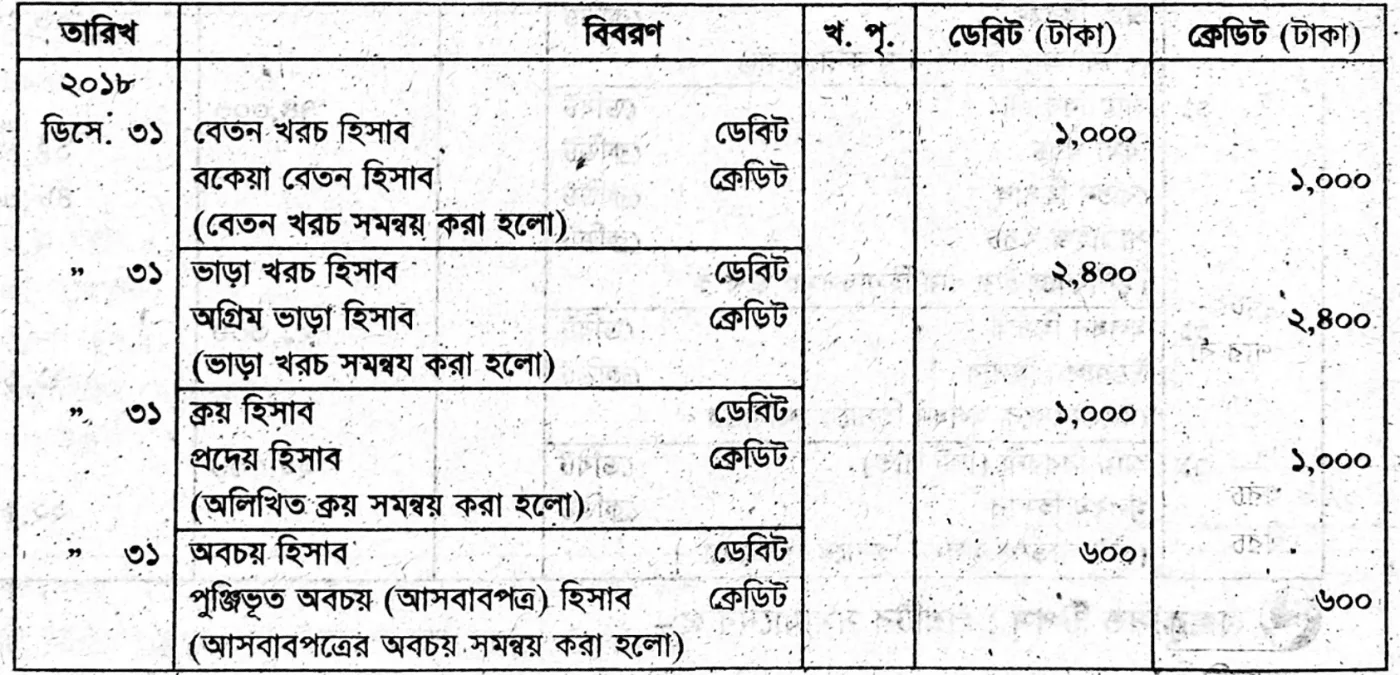 তারিখ বিবরণ খ. পৃ. ডেবিট (টাকা) ক্রেডিট (টাকা)
২০১৮
ডিসে. ৩১ বেতন খরচ হিসাব ডেবিট ১,০০০
বকেয়া বেতন হিসাব ক্রেডিট ১,০০০
(বেতন খরচ সমন্বয় করা হলো)
” ৩১ ভাড়া খরচ হিসাব ডেবিট ২,৪০০
অগ্রিম ভাড়া হিসাব ক্রেডিট ২,৪০০
(ভাড়া খরচ সমন্বয করা হলো)
” ৩১ ক্রয় হিসাব ডেবিট ১,০০০
প্রদেয় হিসাব ক্রেডিট ১,০০০
(অলিখিত ক্রয় সমন্বয় করা হলো)
” ৩১ অবচয় হিসাব ডেবিট ৬০০
পুঞ্জিভূত অবচয় (আসবাবপত্র) হিসাব ক্রেডিট ৬০০
(আসবাবপত্রের অবচয় সমন্বয় করা হলো)